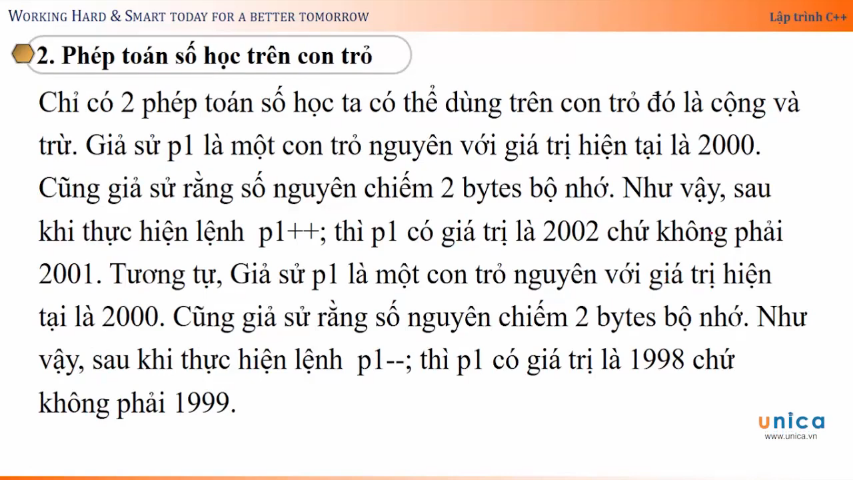 WORKING HARD & SMART TODAY FOR A BETTER TOMORROW
Lập trình C++
2. Phép toán số học trên con trỏ
Chỉ có 2 phép toán số học ta có thể dùng trên con trỏ đó là cộng và
trừ. Giả sử p1 là một con trỏ nguyên với giá trị hiện tại là 2000.
Cũng giả sử rằng số nguyên chiếm 2 bytes bộ nhớ. Như vậy, sau
khi thực hiện lệnh p1++; thì p1 có giá trị là 2002 chứ không phải
2001. Tương tự, Giả sử p1 là một con trỏ nguyên với giá trị hiện
tại là 2000. Cũng giả sử rằng số nguyên chiếm 2 bytes bộ nhớ. Như
vậy, sau khi thực hiện lệnh p1--; thì p1 có giá trị là 1998 chứ
không phải 1999.
unica
www.unica.vn